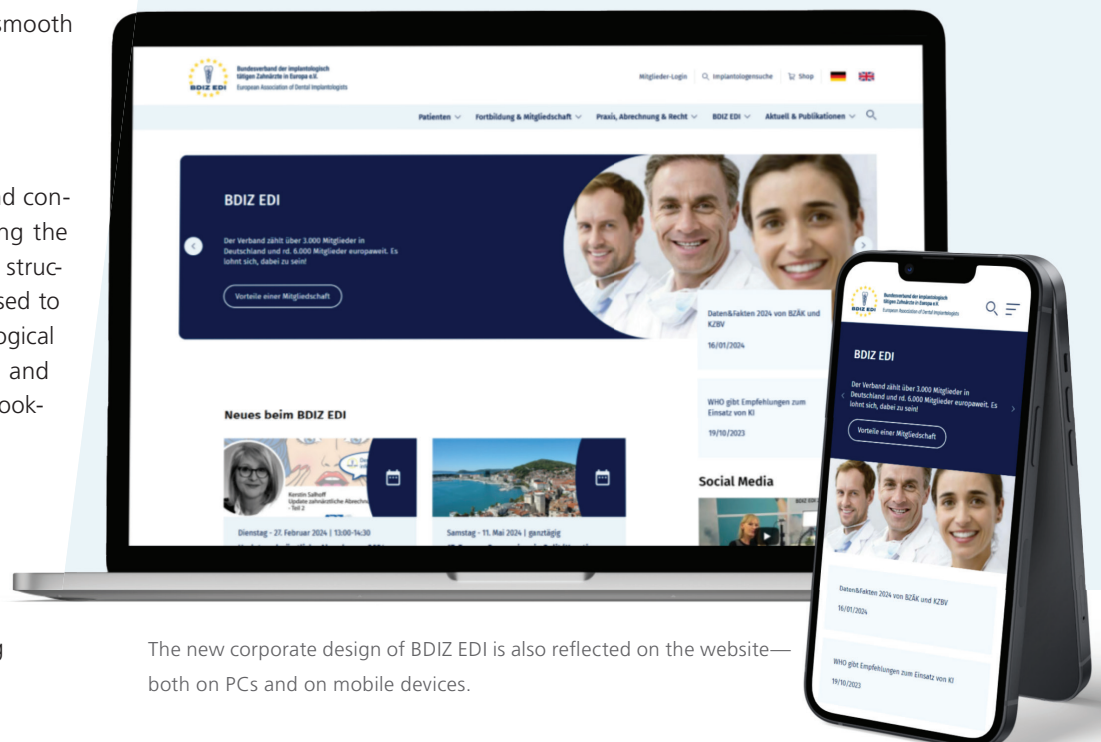 smooth
nd con-
ng the
struc-
sed to
ogical
and
ook-
g
Bundesverband der implantologisch
tätigen Zahnärzte in Europa e.V.
European Association of Dental Implantologists
BDIZ EDI
Mitglieder-Login
Implantologensuche
Shop
Patienten
Fortbildung & Mitgliedschaft
Praxis, Abrechnung & Recht
BDIZ EDI
Aktuell & Publikationen
BDIZ EDI
Der Verband zählt über 3.000 Mitglieder in
Deutschland und rd. 6.000 Mitglieder europaweit. Es
lohnt sich, dabei zu sein!
Vorteile einer Mitgliedschaft
Daten&Fakten 2024 von BZÄK und
KZBV
16/01/2024
WHO gibt Empfehlungen zum
Einsatz von KI
19/10/2023
Neues beim BDIZ EDI
Kerstin Salhoff
Update zahnärztliche Abrechn
- Teil 2
Dienstag - 27. Februar 2024 | 13:00-14:30
Samstag - 11. Mai 2024 | ganztägig
Social Media
BDIZ EDI
Bundesverband der implantologisch
tätigen Zahnärzte in Europa e.V.
European Association of Dental Implantologists
BDIZ EDI
BDIZ EDI
Der Verband zählt über 3.000 Mitglieder in
Deutschland und rd. 6.000 Mitglieder europaweit. Es
lohnt sich, dabei zu sein!
Vorteile einer Mitgliedschaft
Daten&Fakten 2024 von BZÄK und KZBV
16/01/2024
WHO gibt Empfehlungen zum Einsatz von KI
19/10/2023
The new corporate design of BDIZ EDI is also reflected on the website—
both on PCs and on mobile devices.